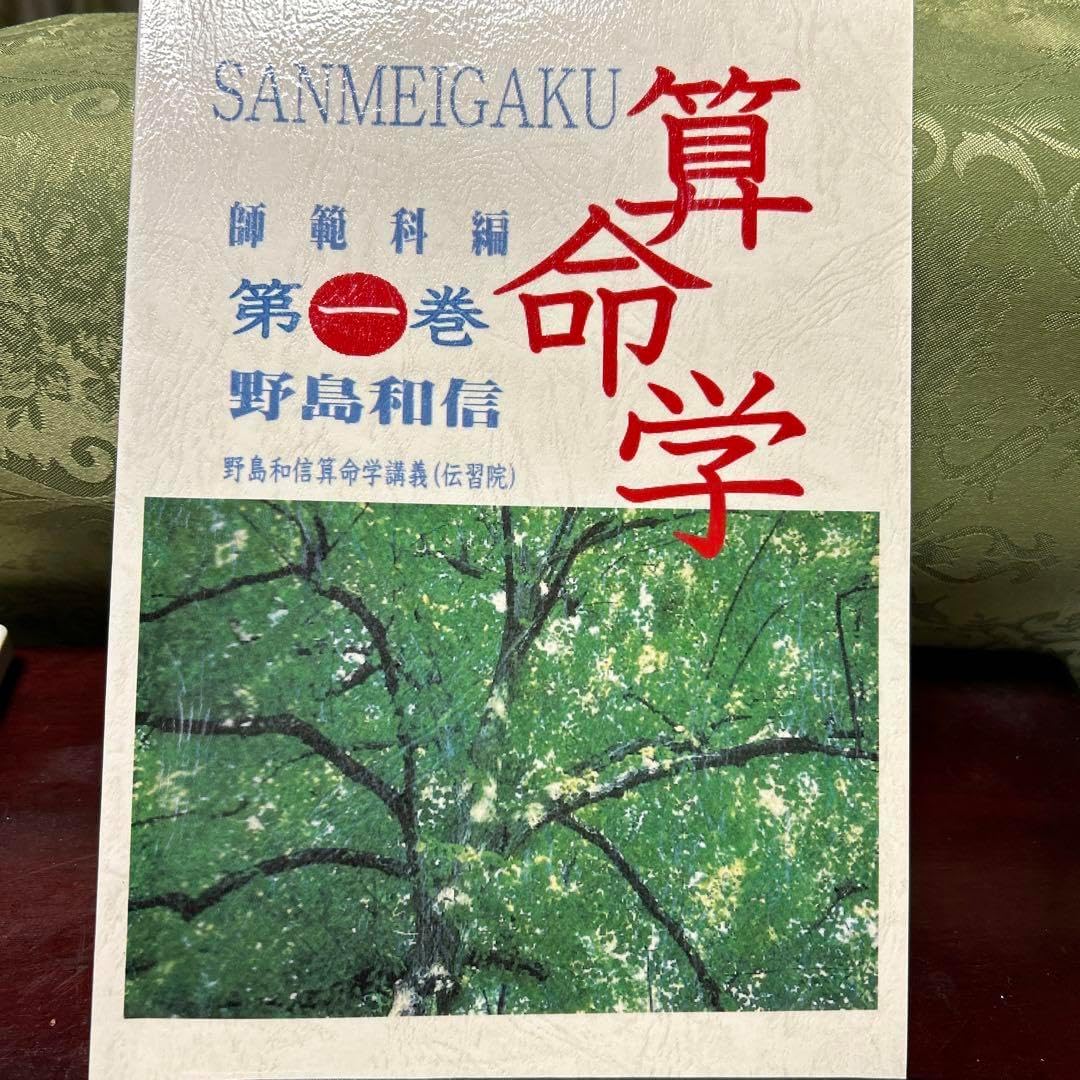 SANMEIGAKU
算命学
師範科編
第一巻
野島和信
野島和信算命学講義(伝習院)